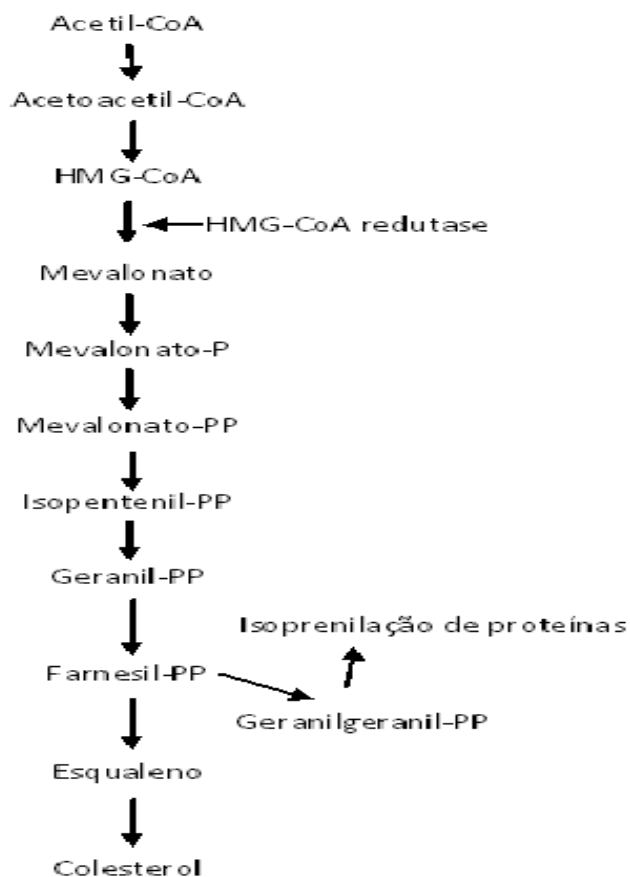 Acetil-CoA
Acetoacetil-CoA
HMG-CoA
HMG-CoA redutase
Mevalonato
Mevalonato-P
Mevalonato-PP
Isopentenil-PP
Geranil-PP
Isoprenilação de proteínas
Farnesil-PP
Geranilgeranil-PP
Esqualeno
Colesterol